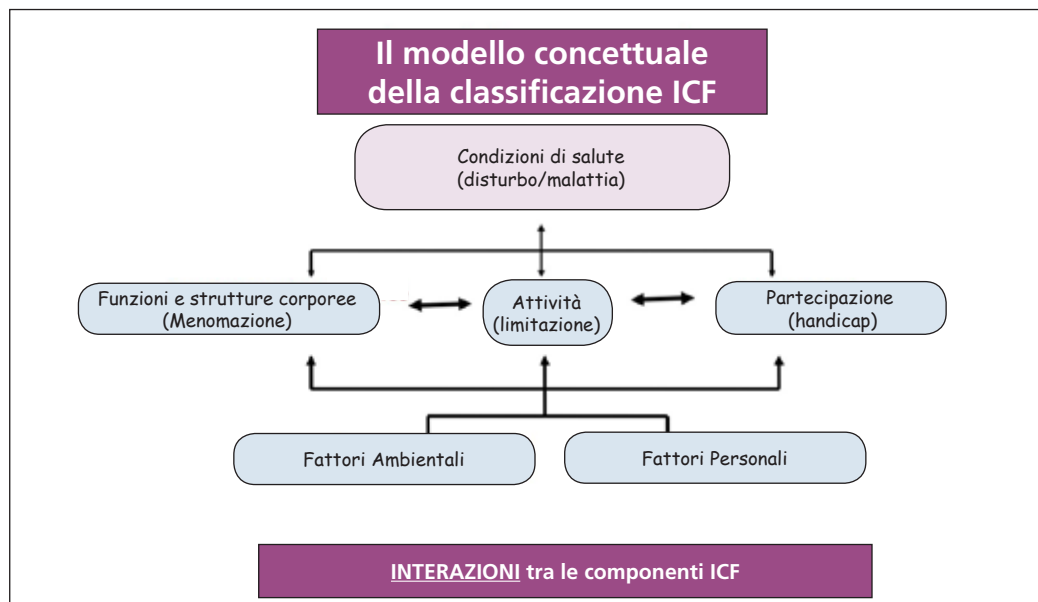 Il modello concettuale
della classificazione ICF
Condizioni di salute
(disturbo/malattia)
Funzioni e strutture corporee
(Menomazione)
Attività
(limitazione)
Partecipazione
(handicap)
Fattori Ambientali
Fattori Personali
INTERAZIONI tra le componenti ICF